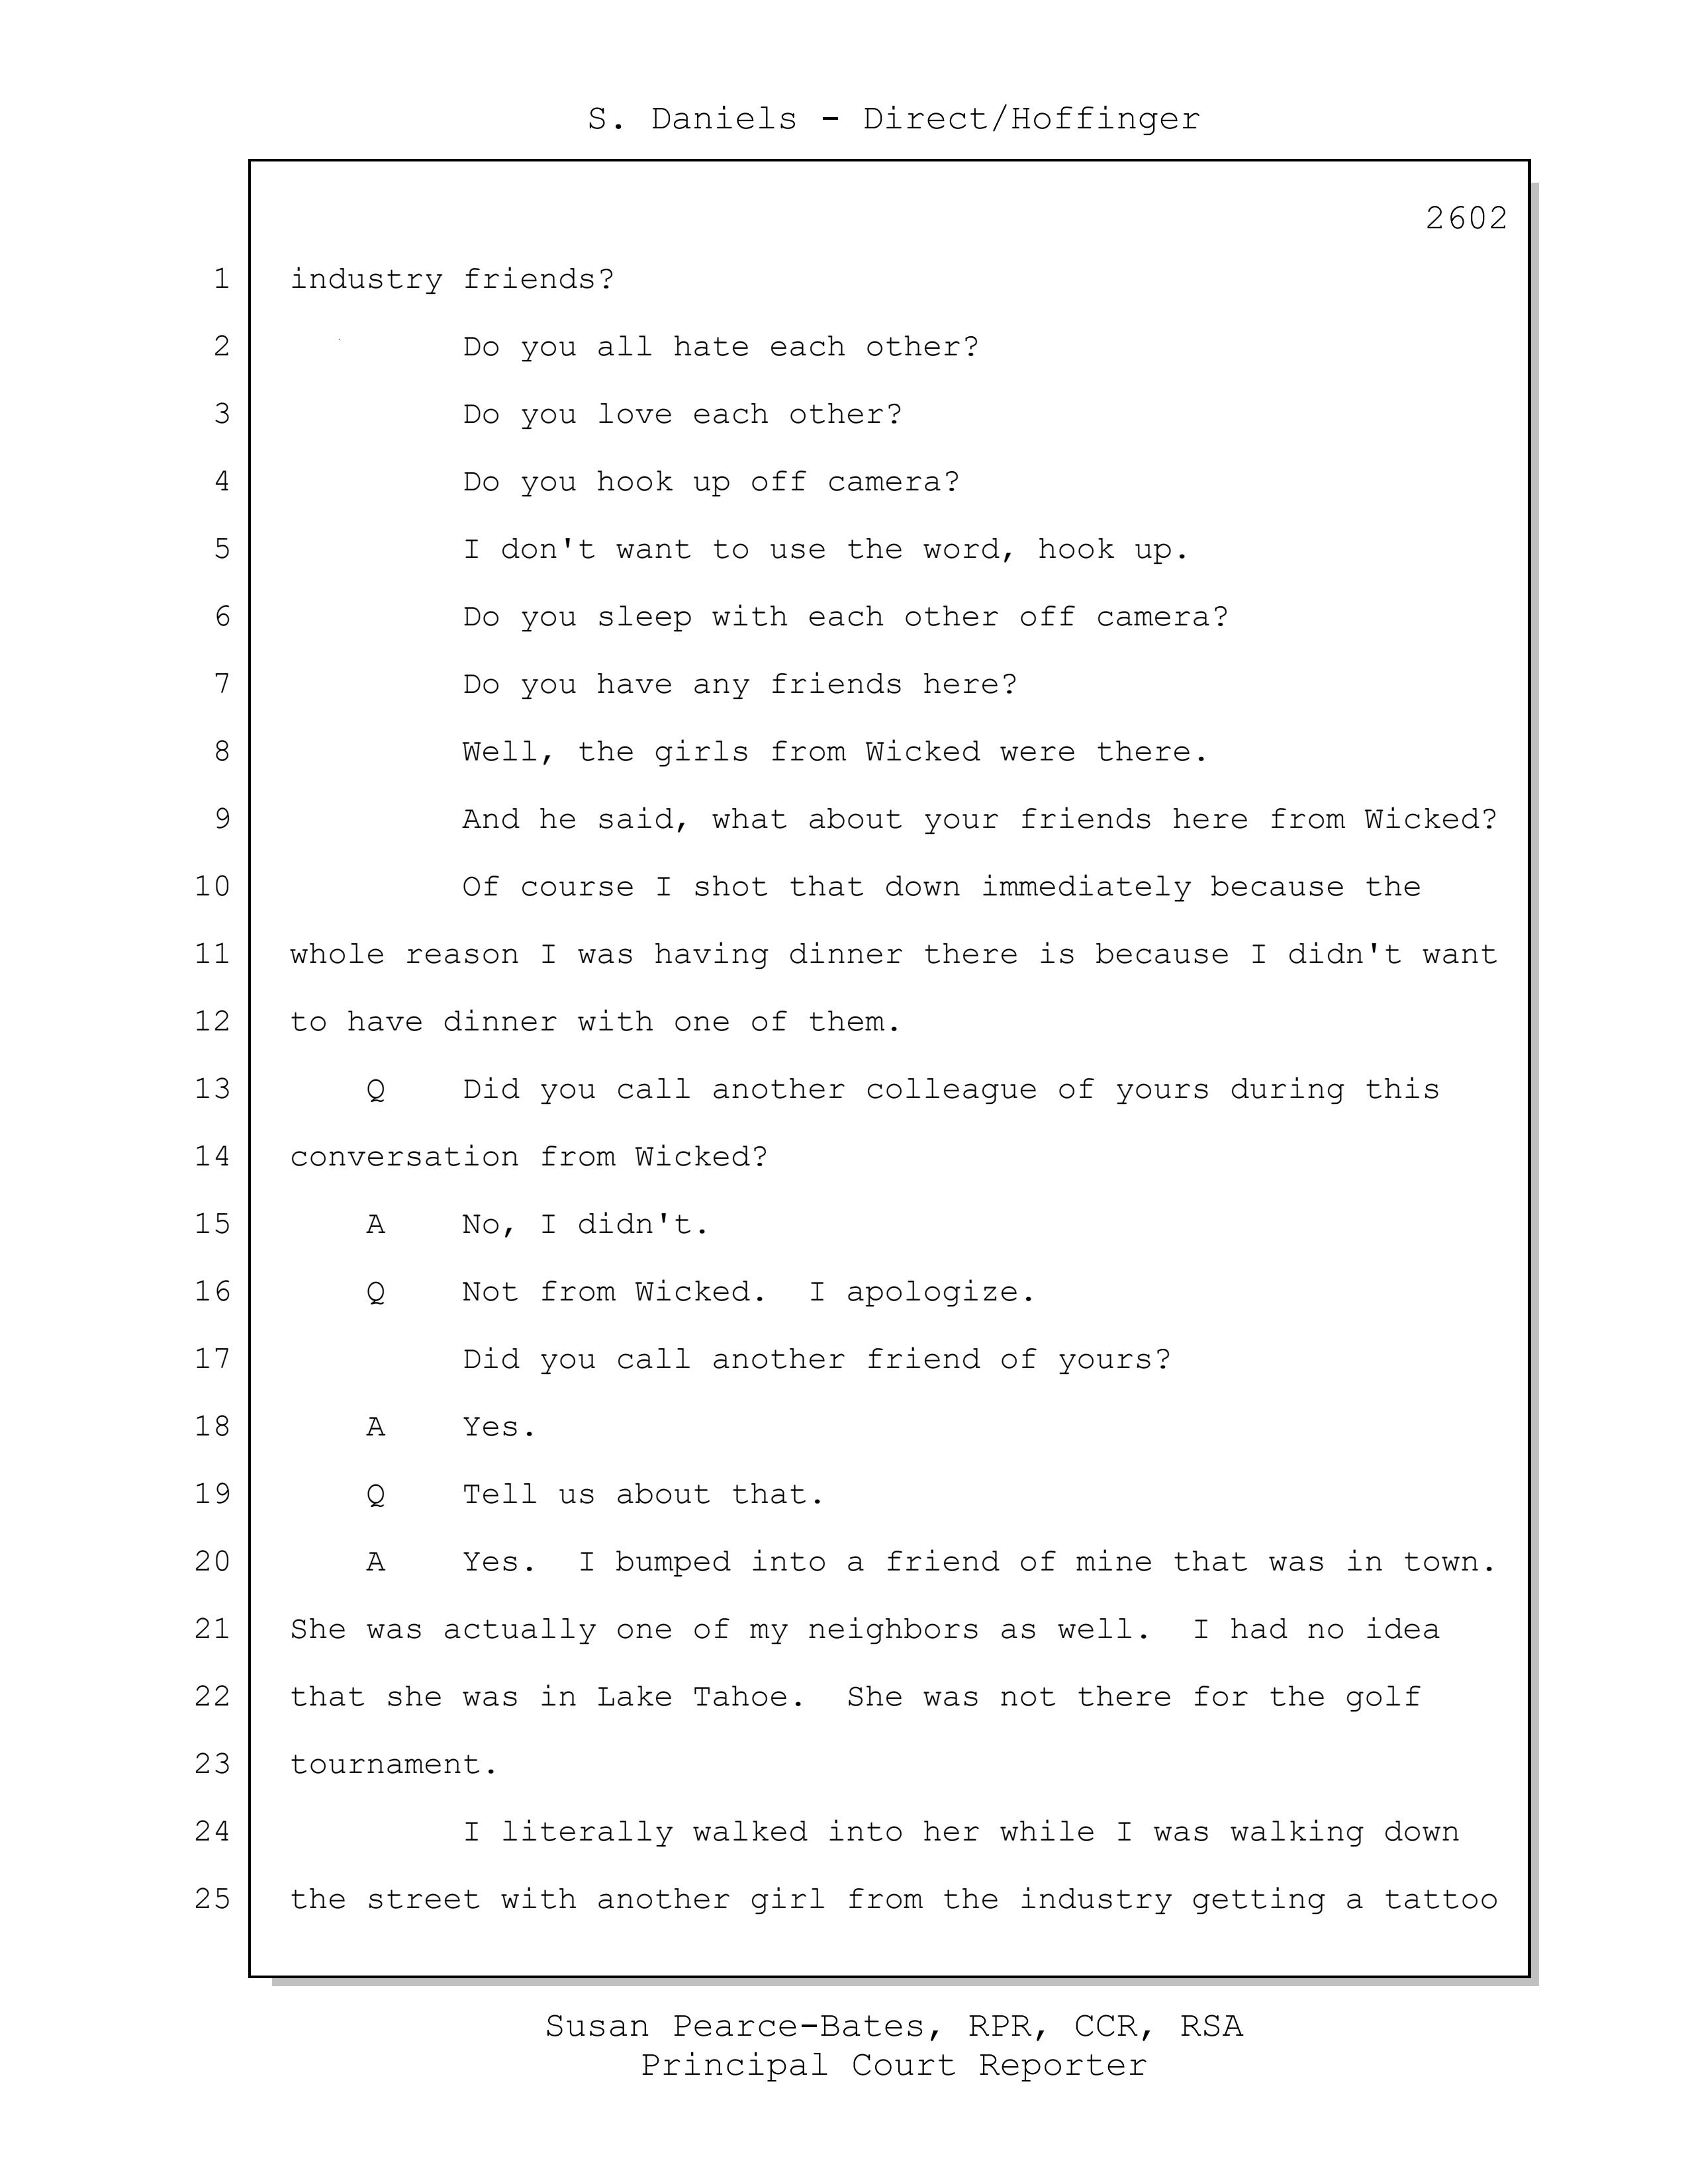 S. Daniels - Direct/Hoffinger
2602
1 industry friends?
2 Do you all hate each other?
3 Do you love each other?
4 Do you hook up off camera?
5 I don't want to use the word, hook up.
6 Do you sleep with each other off camera?
7 Do you have any friends here?
8 Well, the girls from Wicked were there.
9 And he said, what about your friends here from Wicked?
10 Of course I shot that down immediately because the
11 whole reason I was having dinner there is because I didn't want
12 to have dinner with one of them.
13 Q Did you call another colleague of yours during this
14 conversation from Wicked?
15 A No, I didn't.
16 Q Not from Wicked. I apologize.
17 Did you call another friend of yours?
18 A Yes.
19 Q Tell us about that.
20 A Yes. I bumped into a friend of mine that was in town.
21 She was actually one of my neighbors as well. I had no idea
22 that she was in Lake Tahoe. She was not there for the golf
23 tournament.
24 I literally walked into her while I was walking down
25 the street with another girl from the industry getting a tattoo
Susan Pearce-Bates, RPR, CCR, RSA
Principal Court Reporter